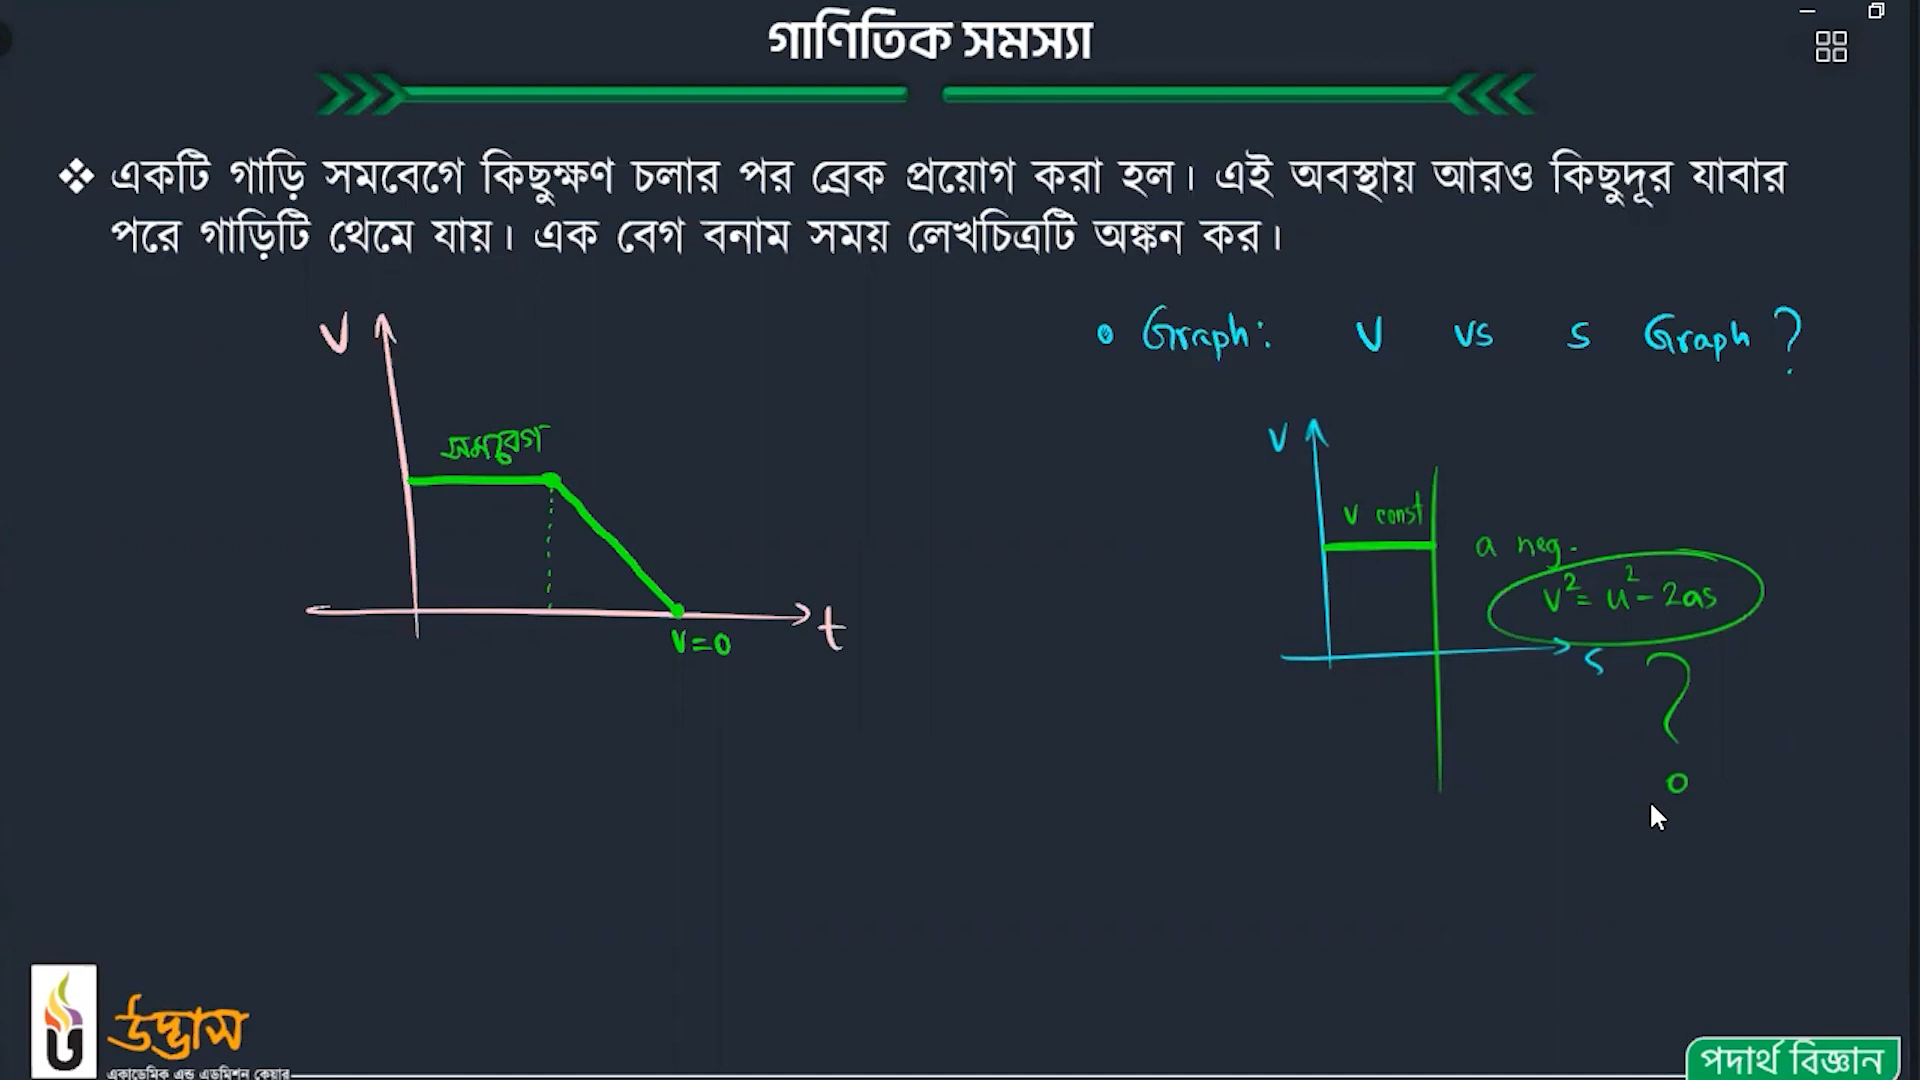 গাণিতিক সমস্যা
❖ একটি গাড়ি সমবেগে কিছুক্ষণ চলার পর ব্রেক প্রয়োগ করা হল। এই অবস্থায় আরও কিছুদূর যাবার
পরে গাড়িটি থেমে যায়। এক বেগ বনাম সময় লেখচিত্রটি অঙ্কন কর।
V
সমবেগ
V=0
t
• Graph: V vs s Graph ?
V
v const
a neg.
v²= u²- 2as
s
?
উদ্ভাস
একাডেমিক এন্ড এডমিশন কেয়ার
পদার্থ বিজ্ঞান